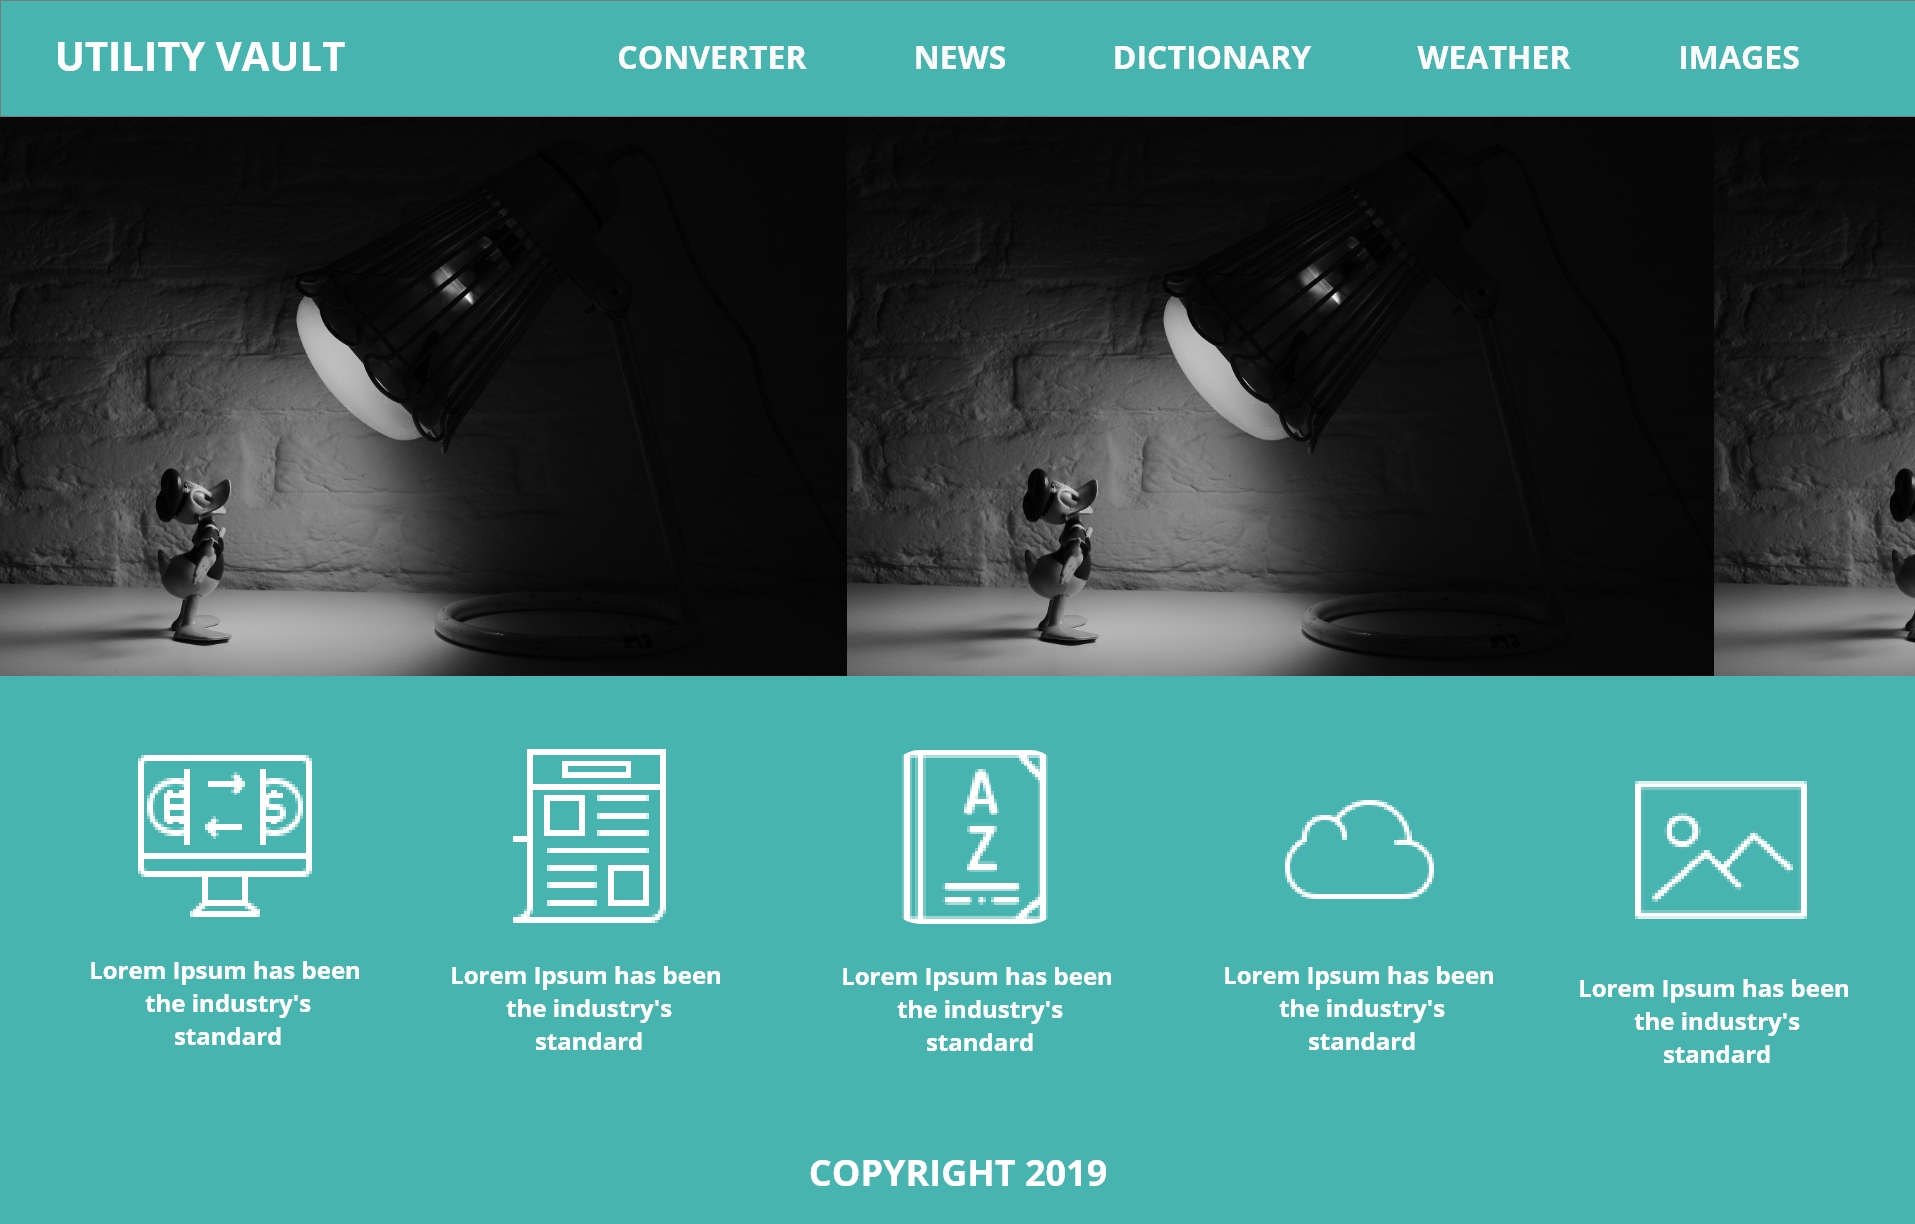 UTILITY VAULT
CONVERTER
NEWS
DICTIONARY
WEATHER
IMAGES
A
Z
Lorem Ipsum has been
the industry's
standard
Lorem Ipsum has been
the industry's
standard
Lorem Ipsum has been
the industry's
standard
Lorem Ipsum has been
the industry's
standard
Lorem Ipsum has been
the industry's
standard
COPYRIGHT 2019